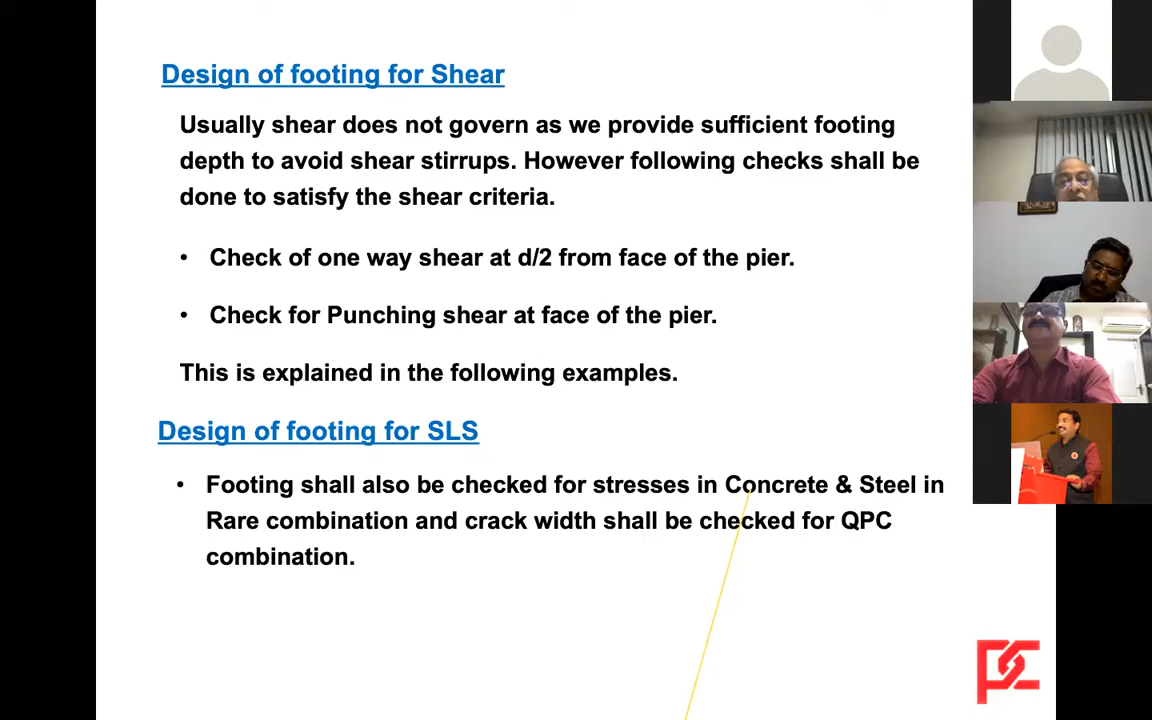 Design of footing for Shear
Usually shear does not govern as we provide sufficient footing
depth to avoid shear stirrups. However following checks shall be
done to satisfy the shear criteria.
• Check of one way shear at d/2 from face of the pier.
• Check for Punching shear at face of the pier.
This is explained in the following examples.
Design of footing for SLS
• Footing shall also be checked for stresses in Concrete & Steel in
Rare combination and crack width shall be checked for QPC
combination.